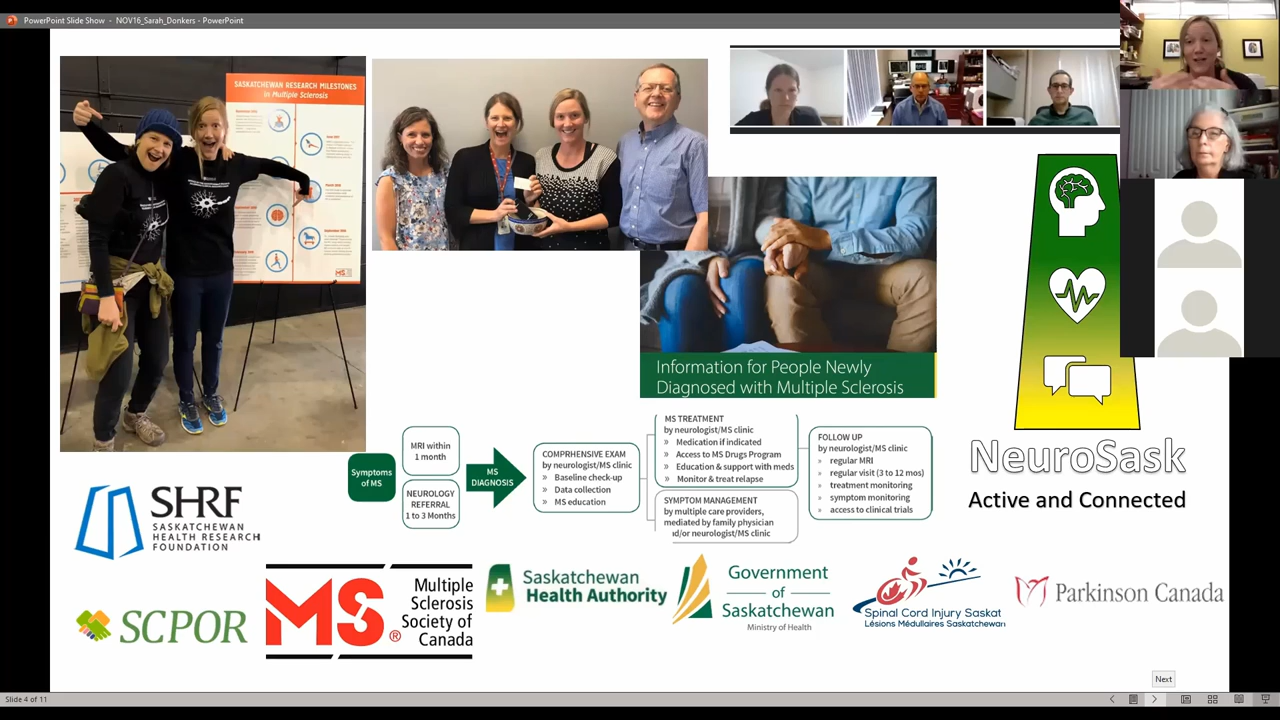 PowerPoint Slide Show - NOV16_Sarah_Donkers - PowerPoint
SASKATCHEWAN RESEARCH MILESTONES
in Multiple Sclerosis
MS
Information for People Newly
Diagnosed with Multiple Sclerosis
Symptoms
of MS
MRI within
1 month
NEUROLOGY
REFERRAL
1 to 3 Months
MS
DIAGNOSIS
COMPRHENSIVE EXAM
by neurologist/MS clinic
» Baseline check-up
» Data collection
» MS education
MS TREATMENT
by neurologist/MS clinic
» Medication if indicated
» Access to MS Drugs Program
» Education & support with meds
» Monitor & treat relapse
SYMPTOM MANAGEMENT
by multiple care providers,
mediated by family physician
nd/or neurologist/MS clinic
FOLLOW UP
by neurologist/MS clinic
» regular MRI
» regular visit (3 to 12 mos)
» treatment monitoring
» symptom monitoring
» access to clinical trials
NeuroSask
Active and Connected
SHRF
SASKATCHEWAN
HEALTH RESEARCH
FOUNDATION
SCPOR
MS®
Multiple
Sclerosis
Society of
Canada
Saskatchewan
Health Authority
Government
of
Saskatchewan
Ministry of Health
Spinal Cord Injury Saskat
Lésions Médullaires Saskatchewan
Parkinson Canada
Next
Slide 4 of 11